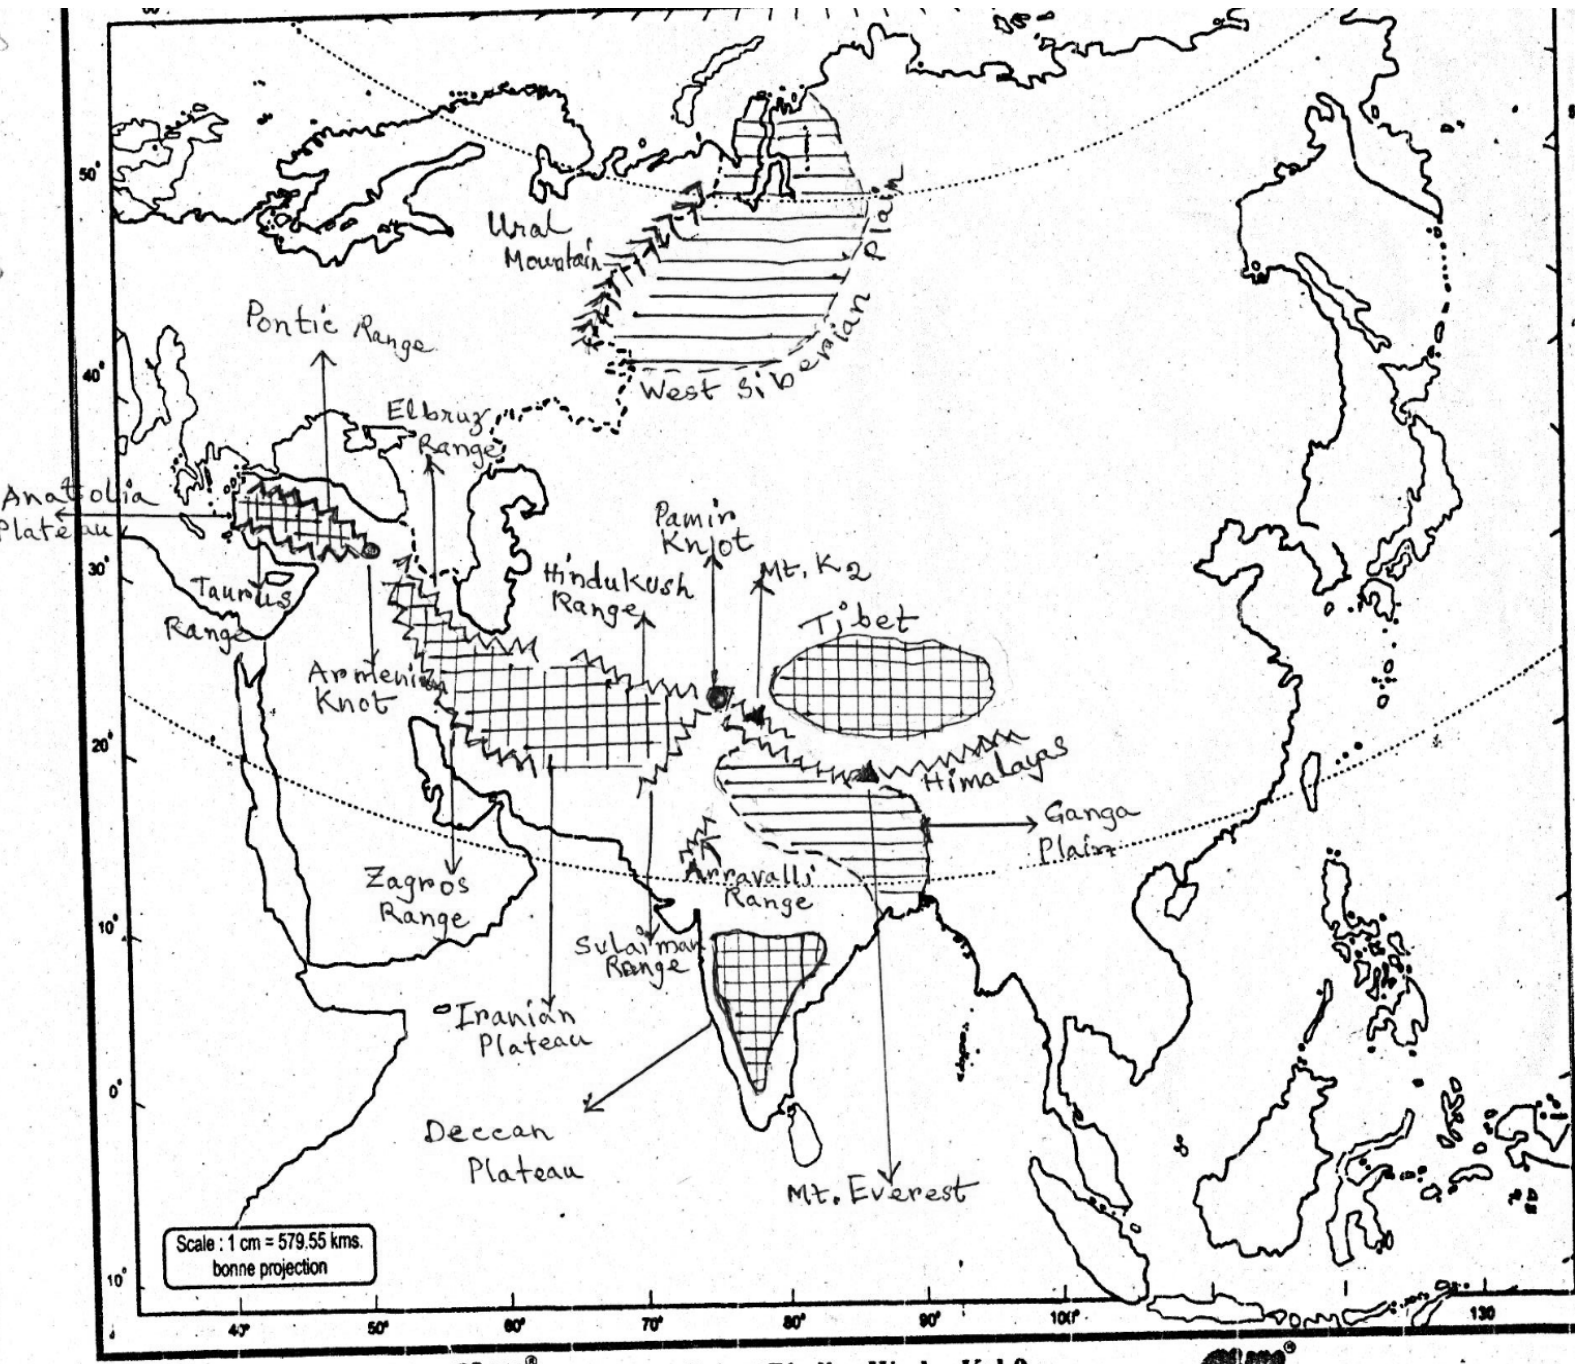 50°
Ural
Mountain
West Siberian Plain
Pontic Range
40°
Elbruz
Range
Anatolia
Plateau
Pamir
Knot
Mt. K2
Hindukush
Range
30°
Taurus
Range
Tibet
Armenia
Knot
20°
Himalayas
Ganga
Plain
Zagros
Range
Arravalli
Range
10°
Sulaiman
Range
Iranian
Plateau
0°
Deccan
Plateau
Mt. Everest
Scale : 1 cm = 579.55 kms.
bonne projection
10°
40° 50° 60° 70° 80° 90° 100° 130